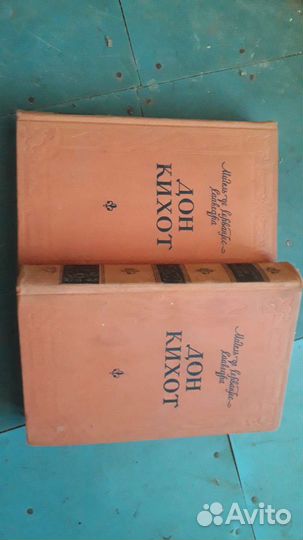 Мигель де Сервантес
Сааведра
ДОН
КИХОТ
Мигель де Сервантес
Сааведра
ДОН
КИХОТ
Avito